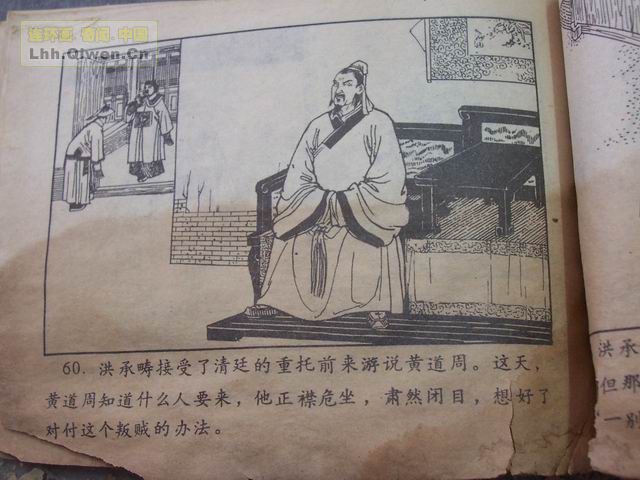 连环画.奇闻.中国
Lhh.Qiwen.Cn
60. 洪承畴接受了清廷的重托前来游说黄道周。这天,
黄道周知道什么人要来，他正襟危坐，肃然闭目，想好了
对付这个叛贼的办法。
洪承
但那
一别